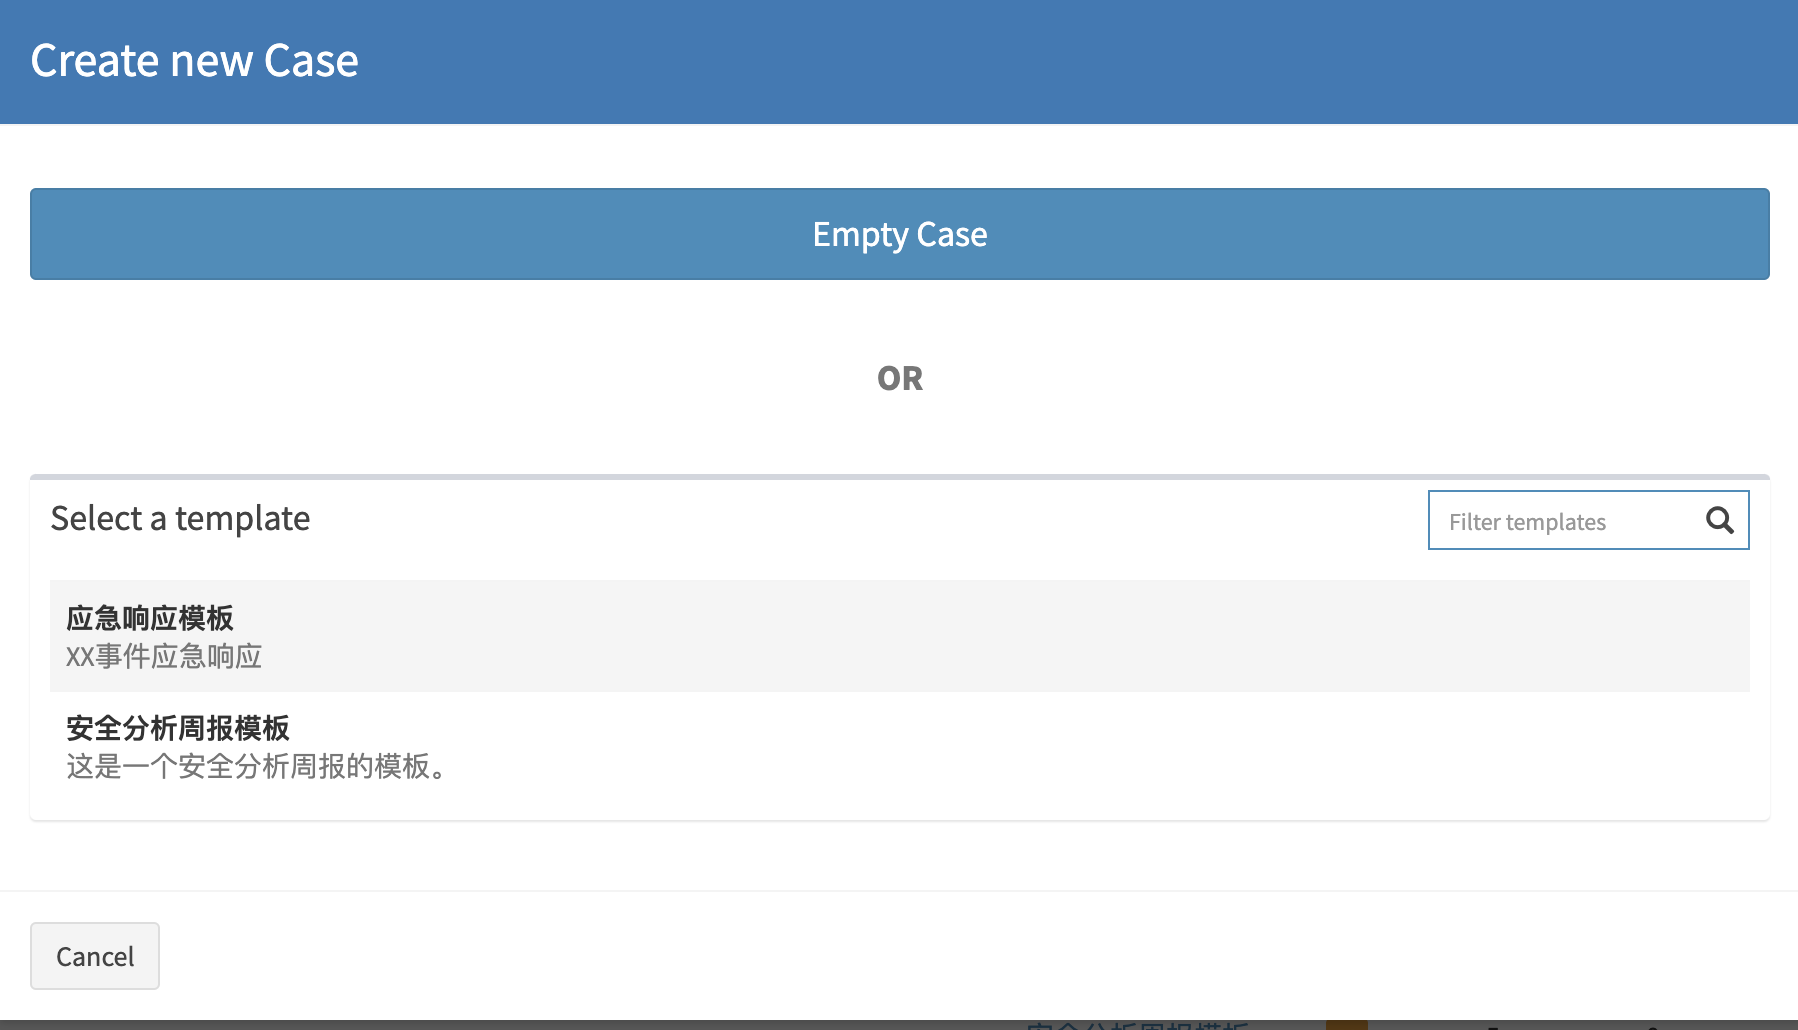 Create new Case
Empty Case
OR
Select a template
Filter templates
应急响应模板
XX事件应急响应
安全分析周报模板
这是一个安全分析周报的模板。
Cancel